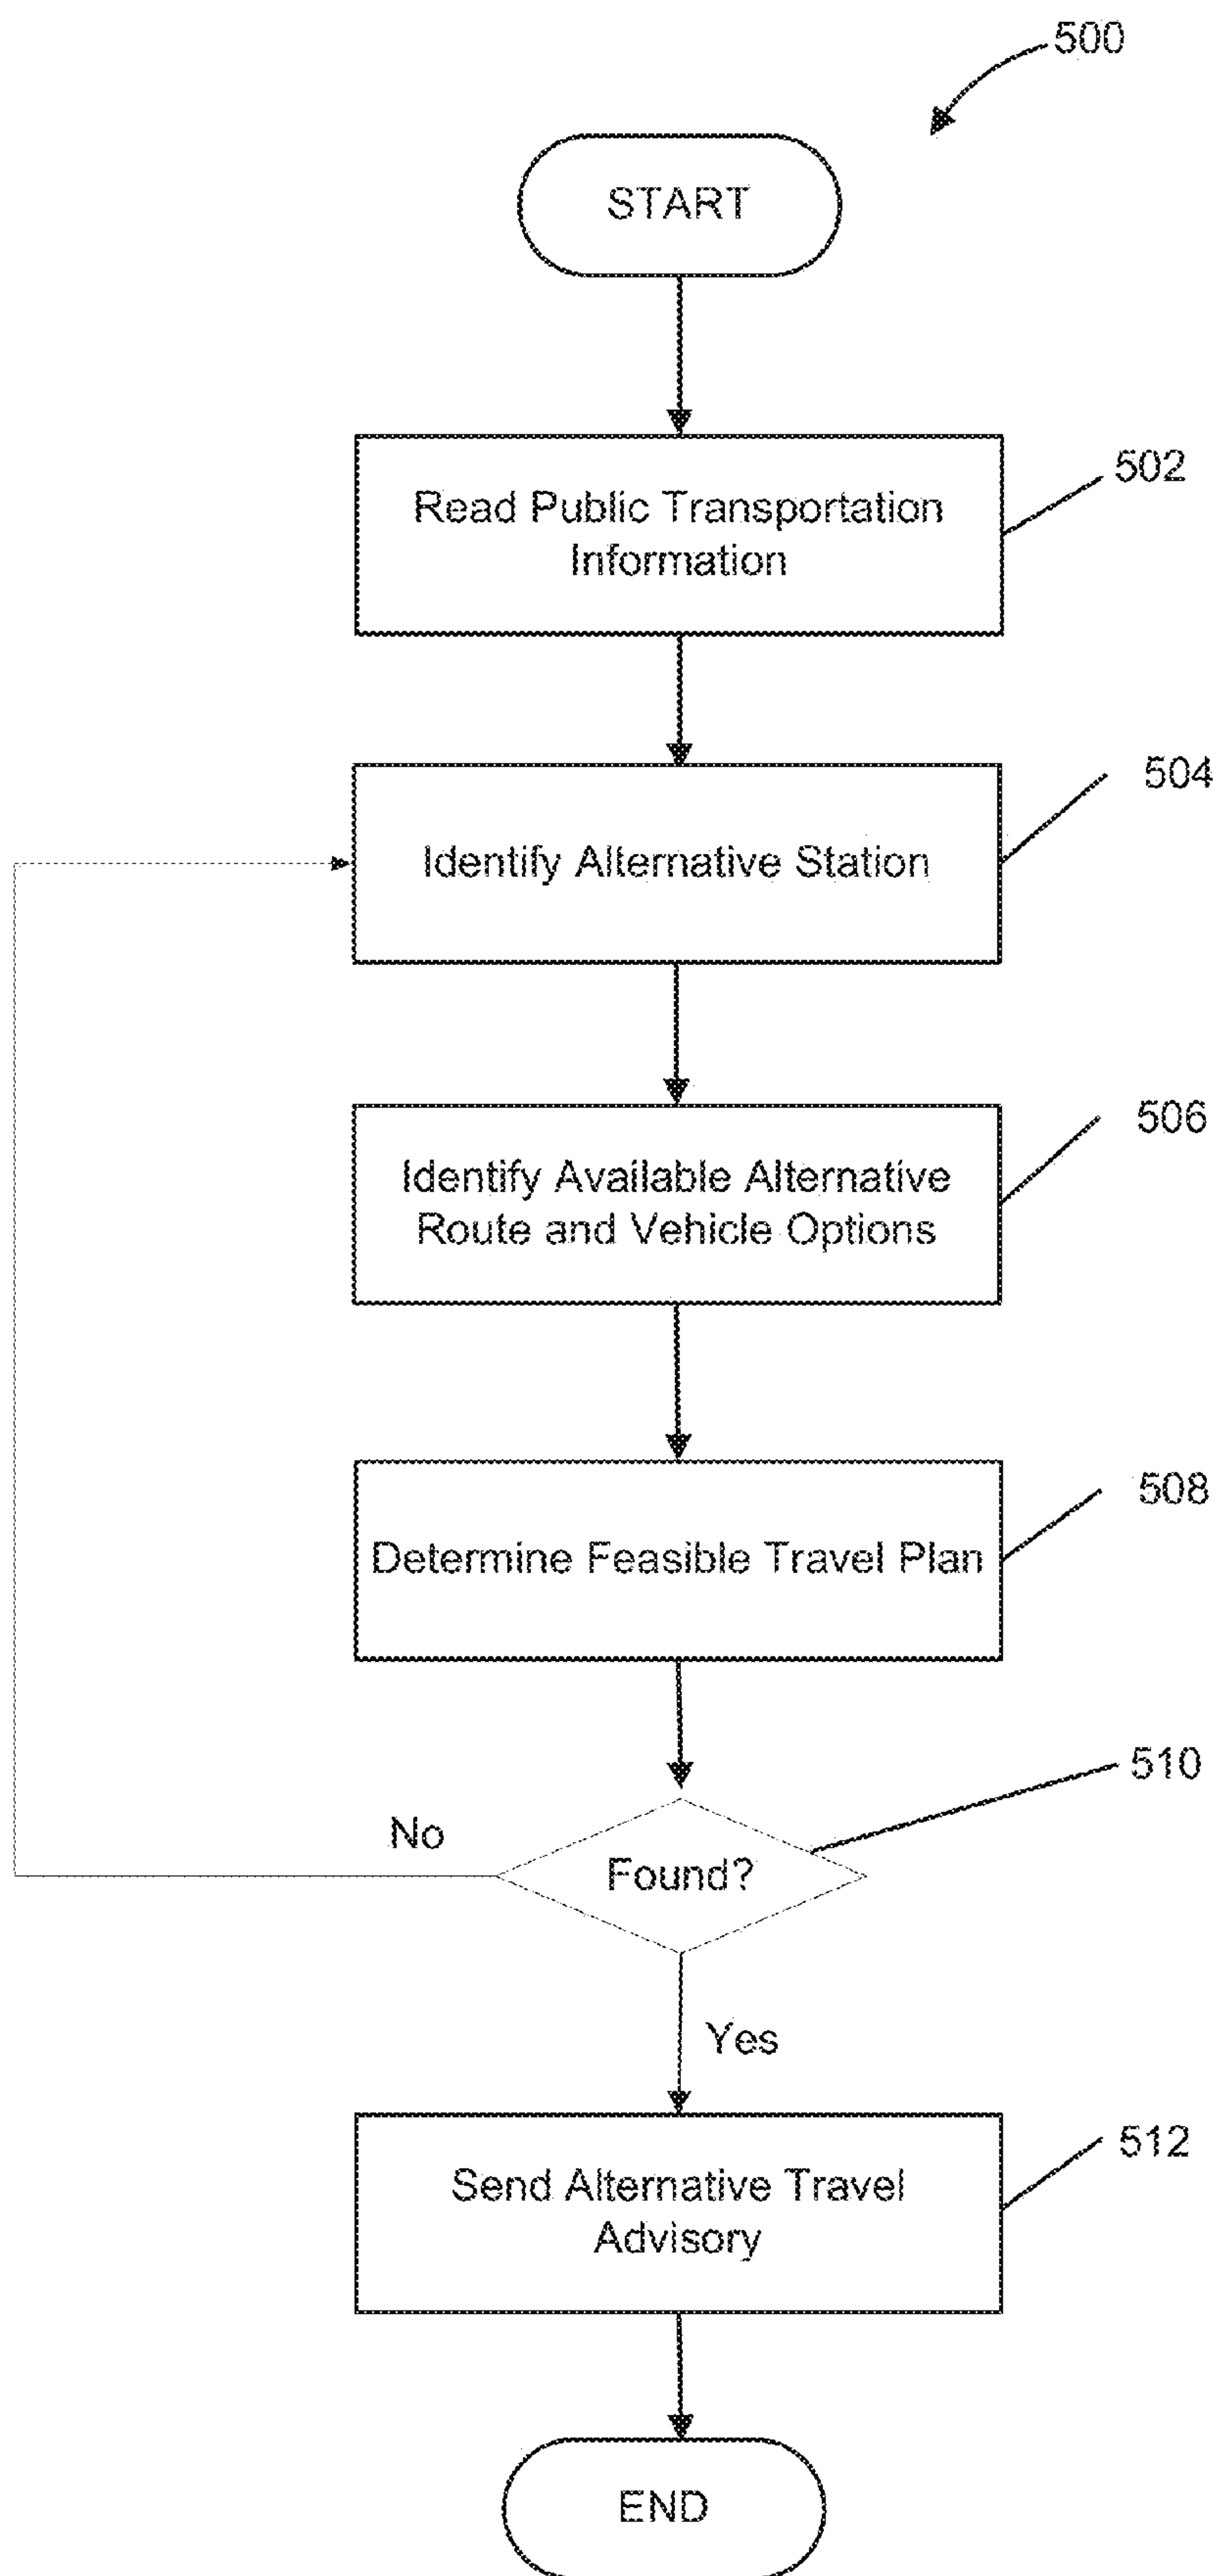 500
START
Read Public Transportation
Information
502
Identify Alternative Station
504
Identify Available Alternative
Route and Vehicle Options
506
Determine Feasible Travel Plan
508
Found?
510
No
Yes
Send Alternative Travel
Advisory
512
END